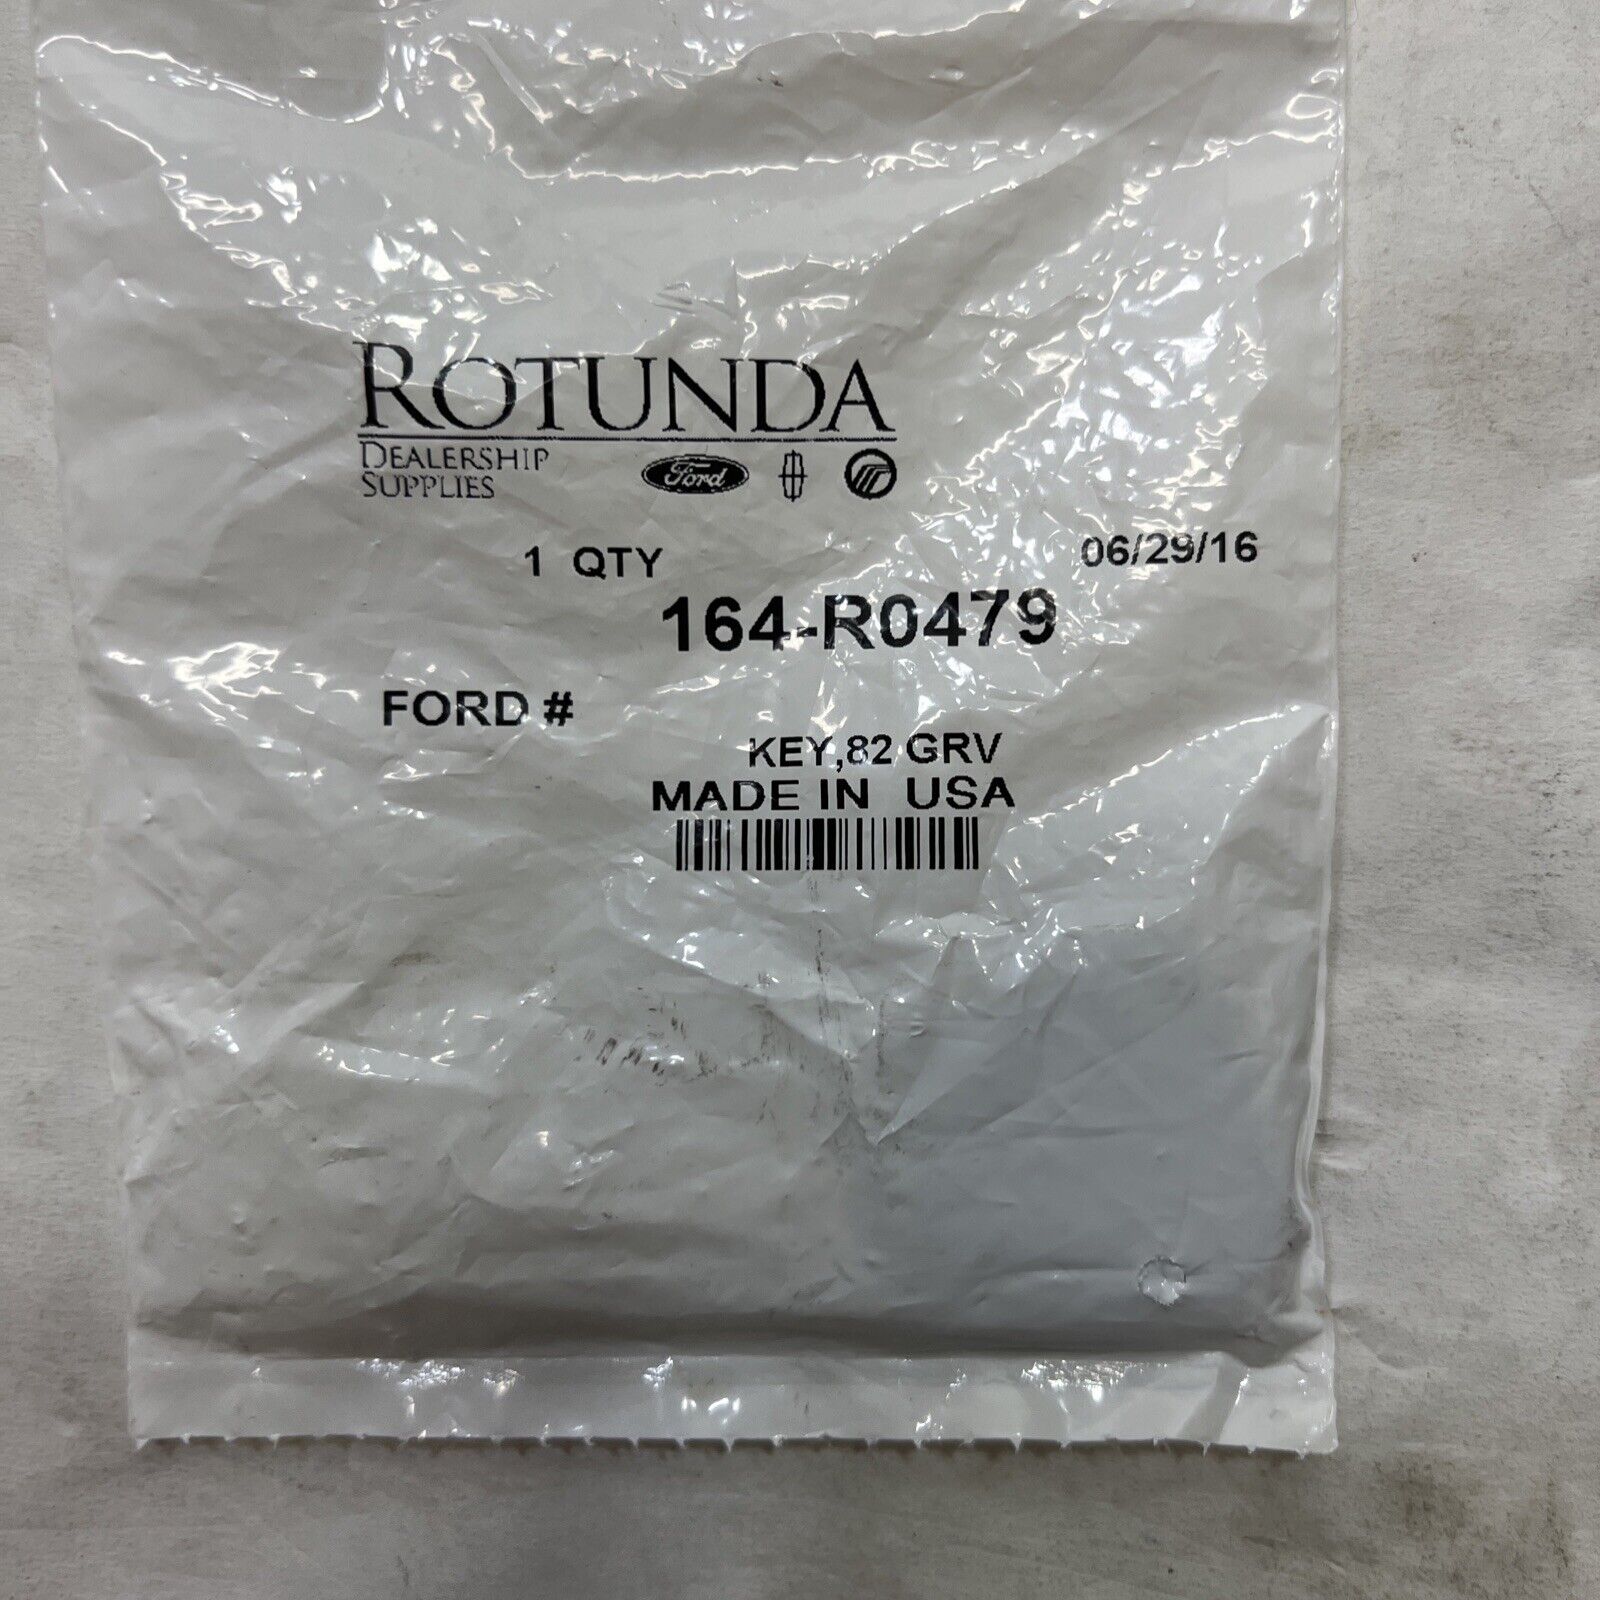 ROTUNDA
DEALERSHIP
SUPPLIES
Ford
1 QTY
06/29/16
164-R0479
FORD #
KEY,82 GRV
MADE IN USA